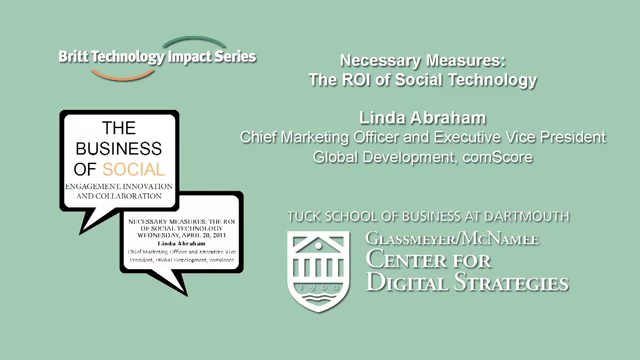 Britt Technology Impact Series
Necessary Measures:
The ROI of Social Technology
Linda Abraham
Chief Marketing Officer and Executive Vice President
Global Development, comScore
THE
BUSINESS
OF SOCIAL
ENGAGEMENT, INNOVATION
AND COLLABORATION
NECESSARY MEASURES: THE ROI
OF SOCIAL TECHNOLOGY
WEDNESDAY, APRIL 20, 2011
Linda Abraham
Chief Marketing Officer and Executive Vice
President, Global Development, comScore
TUCK SCHOOL OF BUSINESS AT DARTMOUTH
GLASSMEYER/MCNAMEE
CENTER FOR
DIGITAL STRATEGIES
1900